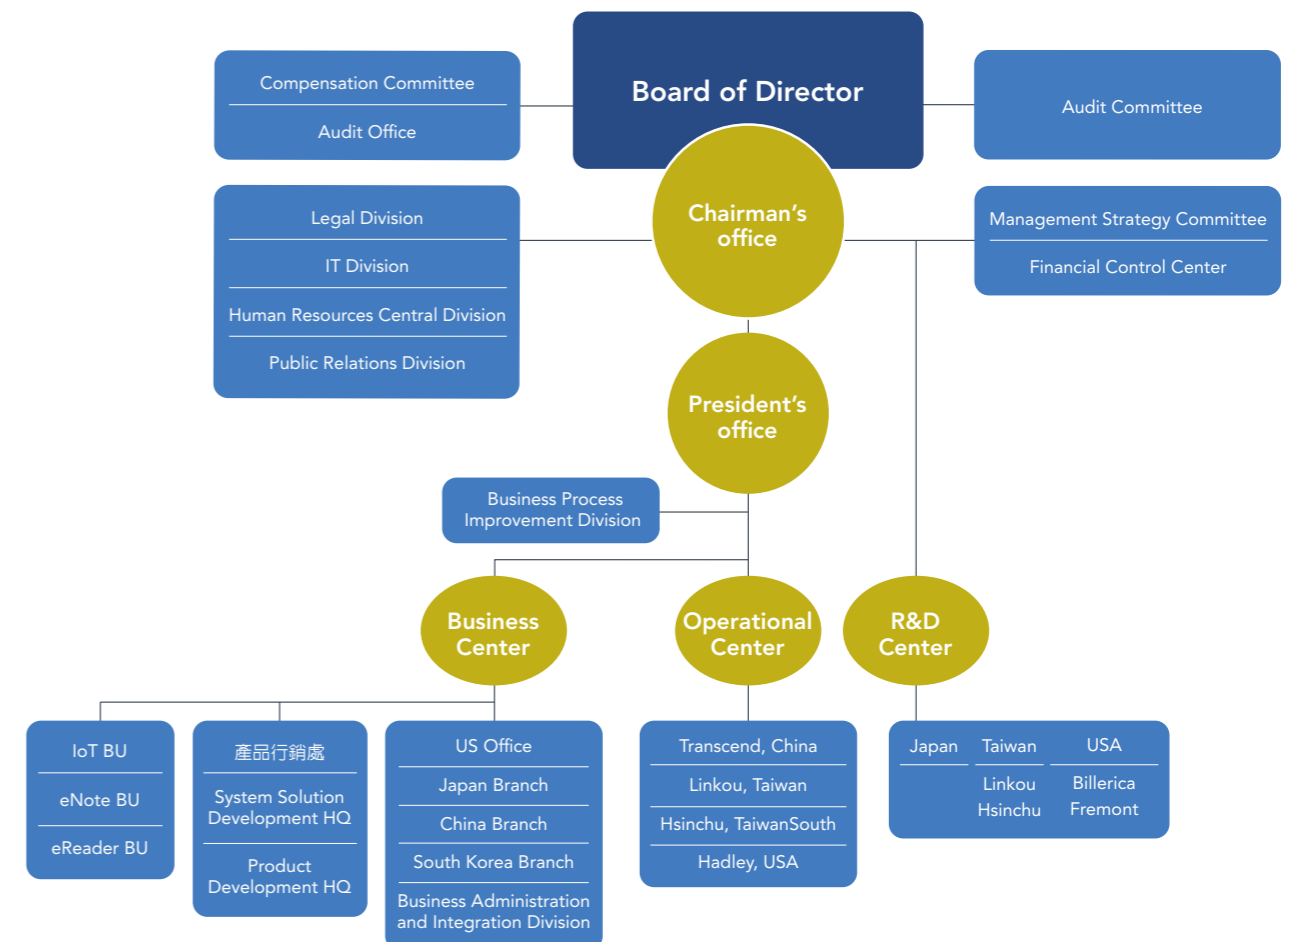 Board of Director
Compensation Committee
Audit Office
Audit Committee
Chairman's
office
Legal Division
IT Division
Human Resources Central Division
Public Relations Division
Management Strategy Committee
Financial Control Center
President's
office
Business Process
Improvement Division
Business
Center
Operational
Center
R&D
Center
IoT BU
eNote BU
eReader BU
產品行銷處
System Solution
Development HQ
Product
Development HQ
US Office
Japan Branch
China Branch
South Korea Branch
Business Administration
and Integration Division
Transcend, China
Linkou, Taiwan
Hsinchu, TaiwanSouth
Hadley, USA
Japan
Taiwan
Linkou
Hsinchu
USA
Billerica
Fremont